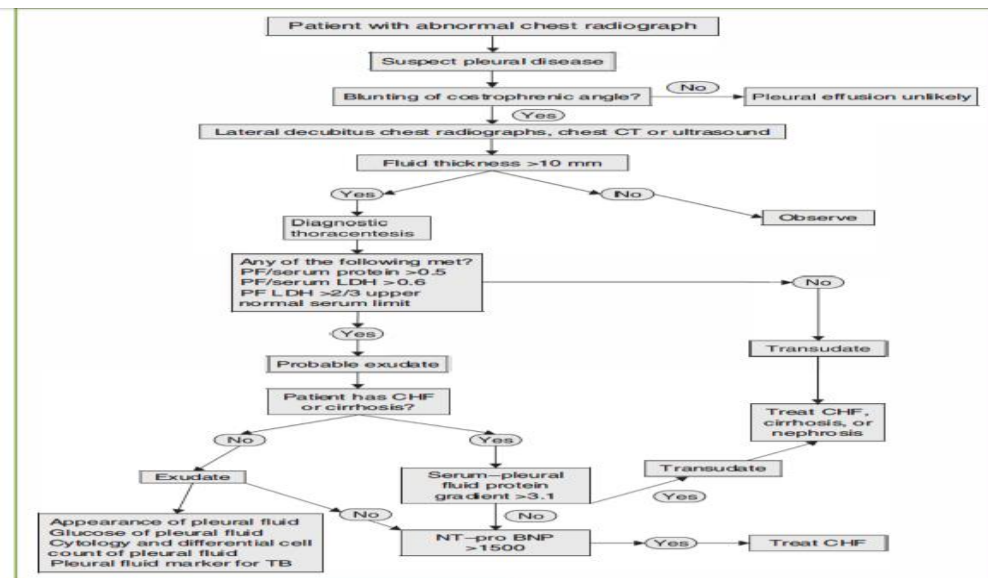 Patient with abnormal chest radiograph
Suspect pleural disease
Blunting of costrophrenic angle?
No
Pleural effusion unlikely
Yes
Lateral decubitus chest radiographs, chest CT or ultrasound
Fluid thickness >10 mm
Yes
No
Observe
Diagnostic
thoracentesis
Any of the following met?
PF/serum protein >0.5
PF/serum LDH >0.6
PF LDH >2/3 upper
normal serum limit
No
Yes
Transudate
Probable exudate
Patient has CHF
or cirrhosis?
Treat CHF,
cirrhosis, or
nephrosis
No
Yes
Exudate
Serum–pleural
fluid protein
gradient >3.1
Transudate
Yes
Appearance of pleural fluid
Glucose of pleural fluid
Cytology and differential cell
count of pleural fluid
Pleural fluid marker for TB
No
No
NT–pro BNP
>1500
Yes
Treat CHF